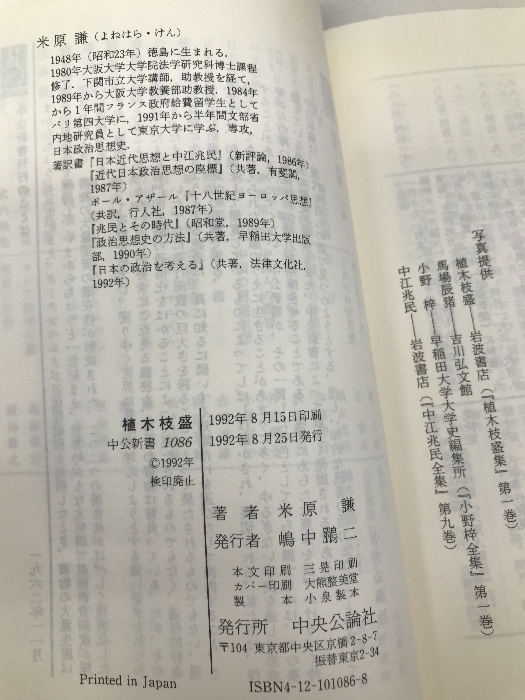 写真提供
植木枝盛――岩波書店(『植木枝盛集』第一巻)
馬場辰猪――吉川弘文館
小野 梓――早稲田大学大学史編集所(『小野梓全集』第一巻)
中江兆民――岩波書店(『中江兆民全集』第九巻)
米原 謙(よねはら・けん)
1948年(昭和23年)徳島に生まれる.
1980年大阪大学大学院法学研究科博士課程
修了.下関市立大学講師,助教授を経て,
1989年から大阪大学教養部助教授.1984年
から1年間フランス政府給費留学生として
パリ第四大学に,1991年から半年間文部省
内地研究員として東京大学に学ぶ.専攻,
日本政治思想史.
著訳書『日本近代思想と中江兆民』(新評論,1986年)
『近代日本政治思想の座標』(共著,有斐閣,
1987年)
ポール・アザール『十八世紀ヨーロッパ思想』
(共訳,行人社,1987年)
『兆民とその時代』(昭和堂,1989年)
『政治思想史の方法』(共著,早稲田大学出版
部,1990年)
『日本の政治を考える』(共著,法律文化社,
1992年)
植木枝盛
中公新書 1086
©1992年
検印廃止
1992年8月15日印刷
1992年8月25日発行
著 者 米 原 謙
発行者 嶋中鵬二
本文印刷 三晃印刷
カバー印刷 大熊整美堂
製 本 小泉製本
発行所 中央公論社
〒104 東京都中央区京橋2-8-7
振替東京2-34
Printed in Japan
ISBN4-12-101086-8